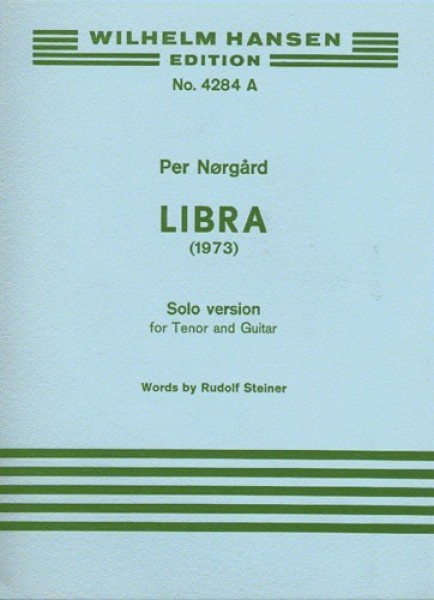 WILHELM HANSEN
EDITION
No. 4284 A
Per Nørgård
LIBRA
(1973)
Solo version
for Tenor and Guitar
Words by Rudolf Steiner